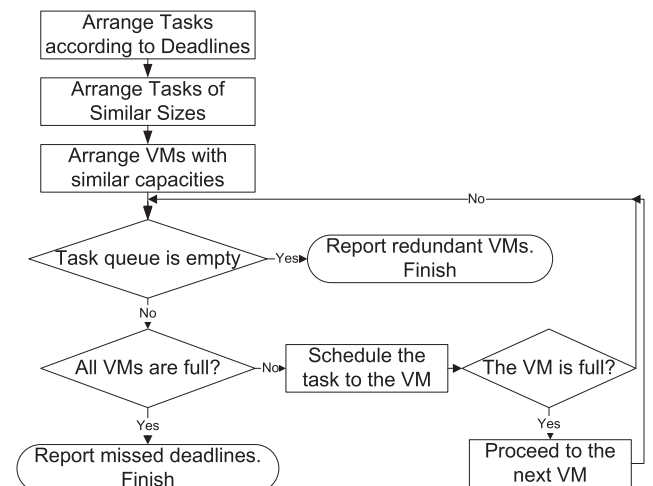 Arrange Tasks
according to Deadlines
Arrange Tasks of
Similar Sizes
Arrange VMs with
similar capacities
No
Task queue is empty
Yes
Report redundant VMs.
Finish
No
All VMs are full?
No
Schedule the
task to the VM
The VM is full?
Yes
Yes
Report missed deadlines.
Finish
Proceed to the
next VM